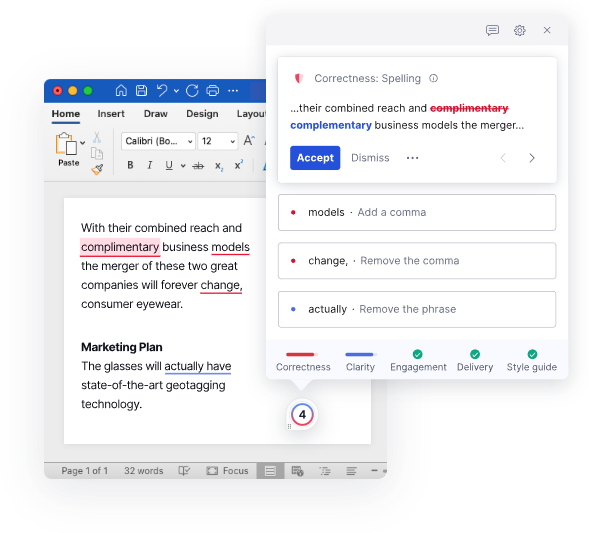 Correctness: Spelling
...their combined reach and complimentary
complementary business models the merger...
Accept Dismiss
models · Add a comma
change, · Remove the comma
actually · Remove the phrase
Correctness Clarity Engagement Delivery Style guide
4
Home Insert Draw Design Layou
Paste
Calibri (Bo... 12 A
B I U ab x₂ x²
With their combined reach and
complimentary business models
the merger of these two great
companies will forever change,
consumer eyewear.
Marketing Plan
The glasses will actually have
state-of-the-art geotagging
technology.
Page 1 of 1 32 words Focus